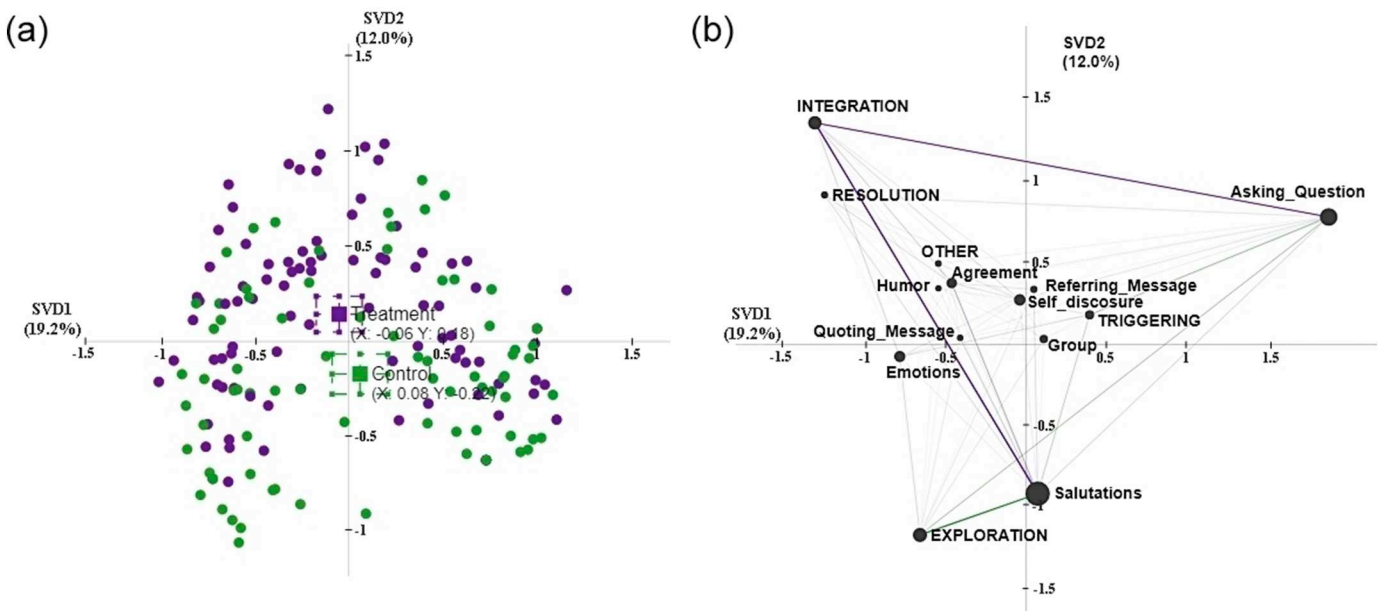 (a)
SVD2
(12.0%)
1.5
1
0.5
SVD1
(19.2%)
Treatment
(X: -0.06 Y: 0.18)
-1.5
-1
-0.5
0.5
1
1.5
Control
(X: 0.08 Y: -0.22)
-0.5
-1
(b)
SVD2
(12.0%)
1.5
INTEGRATION
1
RESOLUTION
Asking_Question
OTHER
0.5
Agreement
Humor
Referring_Message
Self_discosure
SVD1
(19.2%)
Quoting_Message
TRIGGERING
Group
-1.5
-1
-0.5
0.5
1
1.5
Emotions
-0.5
Salutations
-1
EXPLORATION
-1.5